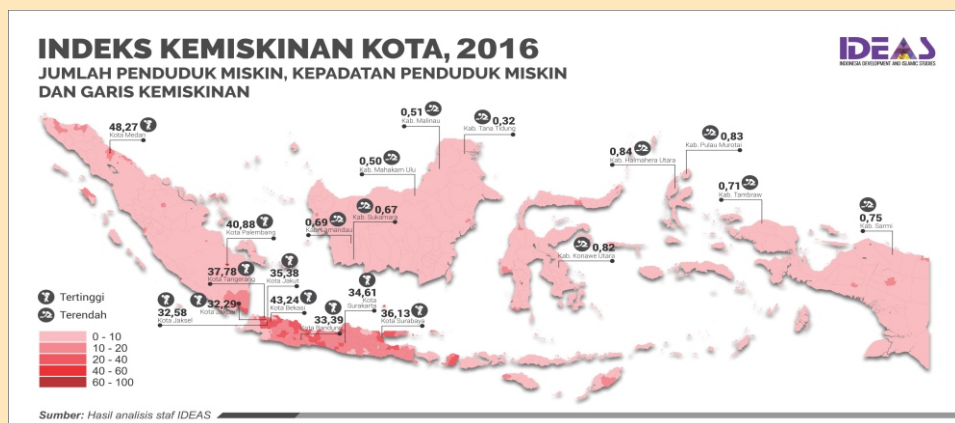 INDEKS KEMISKINAN KOTA, 2016
JUMLAH PENDUDUK MISKIN, KEPADATAN PENDUDUK MISKIN
DAN GARIS KEMISKINAN
IDEAS
INDONESIA DEVELOPMENT AND ISLAMIC STUDIES
48,27
Kota Medan
0,51
Kab. Malinau
0,32
Kab. Tana Tidung
0,50
Kab. Mahakam Ulu
0,84
Kab. Halmahera Utara
0,83
Kab. Pulau Morotai
0,71
Kab. Tambraw
0,75
Kab. Sarmi
0,67
Kab. Sukamara
0,69
Kab. Lamandau
0,82
Kab. Konawe Utara
40,88
Kota Palembang
37,78
Kota Tangerang
35,38
Kota Jakut
34,61
Kota
Surakarta
43,24
Kota Bekasi
32,58
Kota Jaksel
32,29
33,39
Kota Bandung
36,13
Kota Surabaya
Tertinggi
Terendah
0 - 10
10 - 20
20 - 40
40 - 60
60 - 100
Sumber: Hasil analisis staf IDEAS